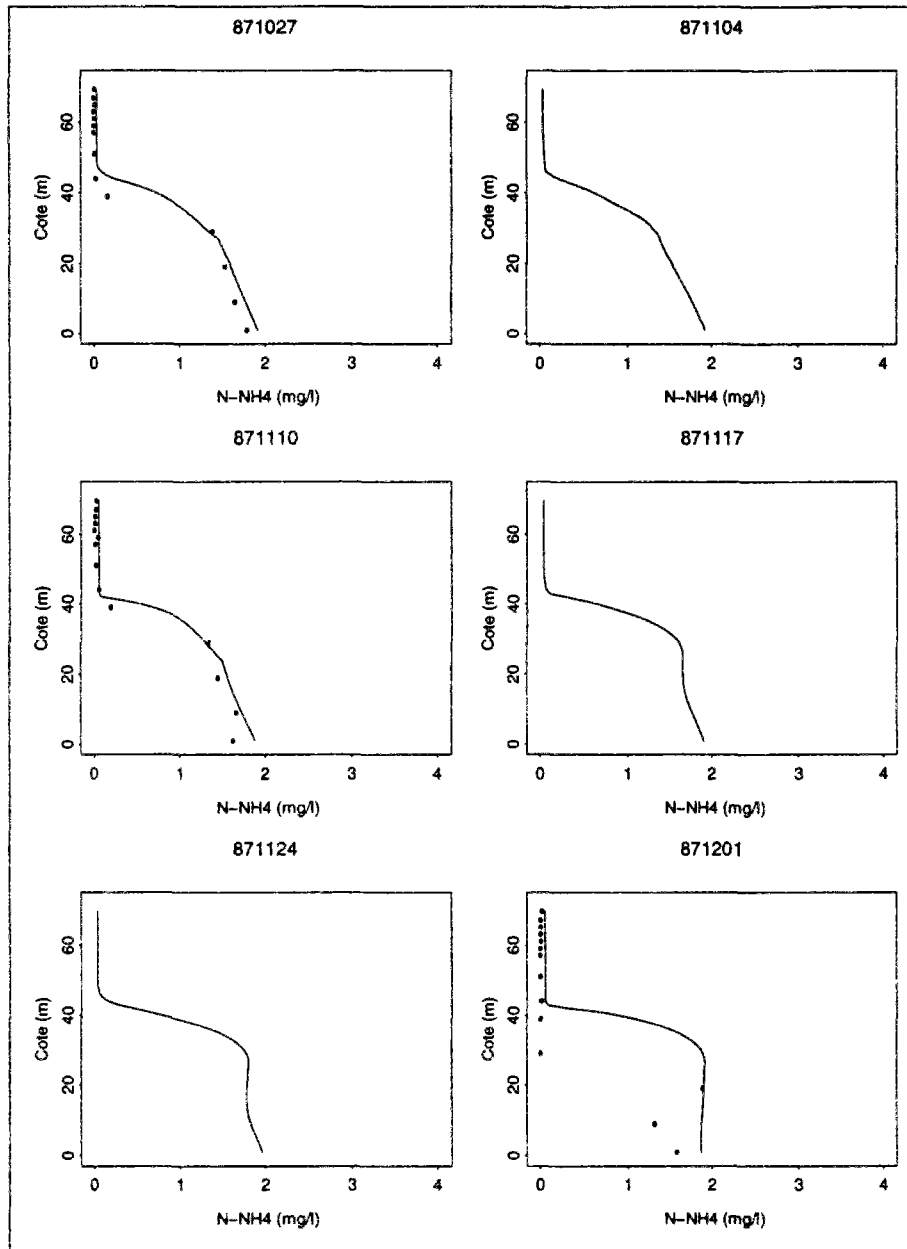 871027
871104
Cote (m)
60
40
20
0
0 1 2 3 4
N-NH4 (mg/l)
Cote (m)
60
40
20
0
0 1 2 3 4
N-NH4 (mg/l)
871110
871117
Cote (m)
60
40
20
0
0 1 2 3 4
N-NH4 (mg/l)
Cote (m)
60
40
20
0
0 1 2 3 4
N-NH4 (mg/l)
871124
871201
Cote (m)
60
40
20
0
0 1 2 3 4
N-NH4 (mg/l)
Cote (m)
60
40
20
0
0 1 2 3 4
N-NH4 (mg/l)